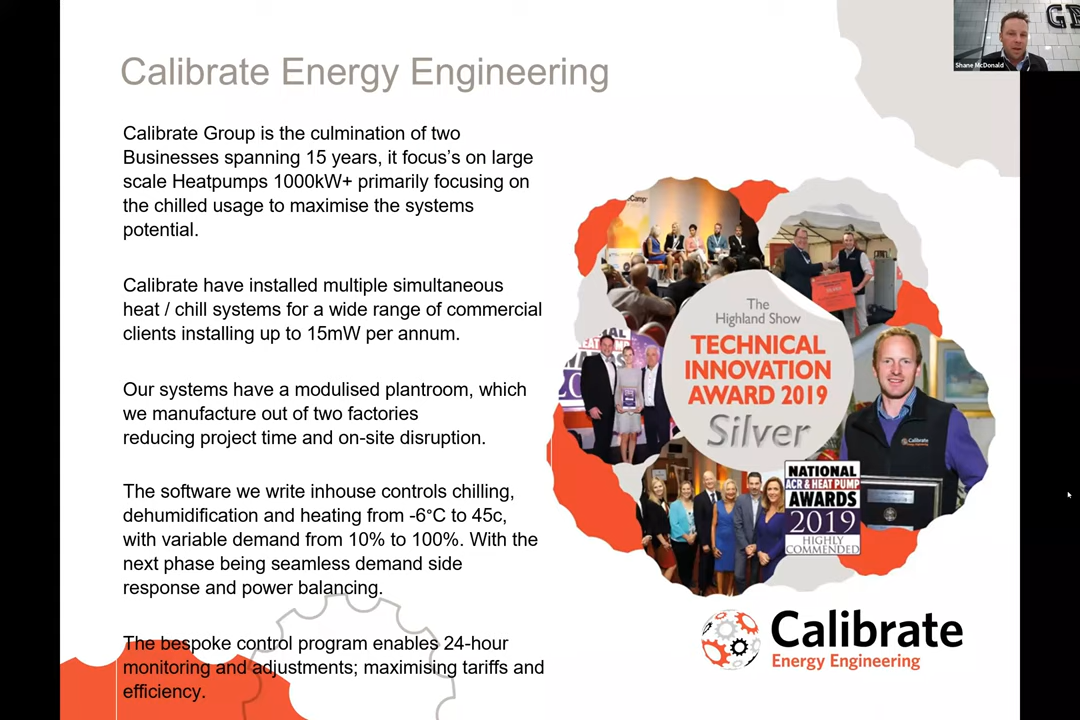 Calibrate Energy Engineering
Shane McDonald
Calibrate Group is the culmination of two
Businesses spanning 15 years, it focus's on large
scale Heatpumps 1000kW+ primarily focusing on
the chilled usage to maximise the systems
potential.
Calibrate have installed multiple simultaneous
heat / chill systems for a wide range of commercial
clients installing up to 15mW per annum.
Our systems have a modulised plantroom, which
we manufacture out of two factories
reducing project time and on-site disruption.
The software we write inhouse controls chilling,
dehumidification and heating from -6°C to 45c,
with variable demand from 10% to 100%. With the
next phase being seamless demand side
response and power balancing.
The bespoke control program enables 24-hour
monitoring and adjustments; maximising tariffs and
efficiency.
The
Highland Show
TECHNICAL
INNOVATION
AWARD 2019
Silver
Calibrate
NATIONAL
ACR & HEAT PUMP
AWARDS
2019
HIGHLY
COMMENDED
Calibrate
Energy Engineering